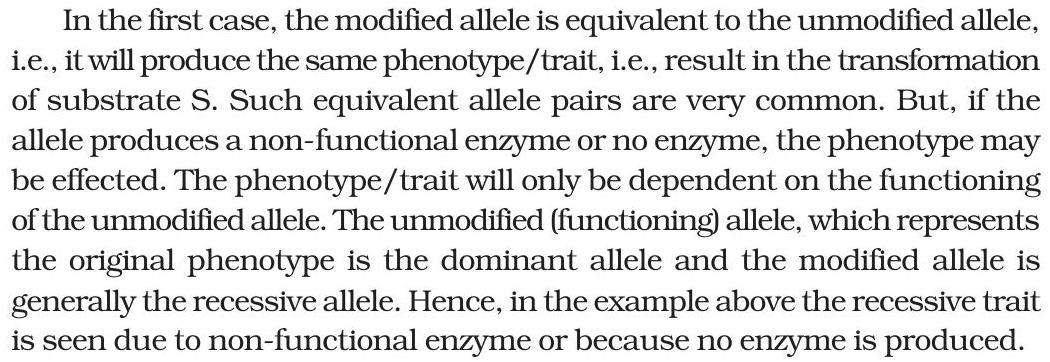 In the first case, the modified allele is equivalent to the unmodified allele,
i.e., it will produce the same phenotype/trait, i.e., result in the transformation
of substrate S. Such equivalent allele pairs are very common. But, if the
allele produces a non-functional enzyme or no enzyme, the phenotype may
be effected. The phenotype/trait will only be dependent on the functioning
of the unmodified allele. The unmodified (functioning) allele, which represents
the original phenotype is the dominant allele and the modified allele is
generally the recessive allele. Hence, in the example above the recessive trait
is seen due to non-functional enzyme or because no enzyme is produced.